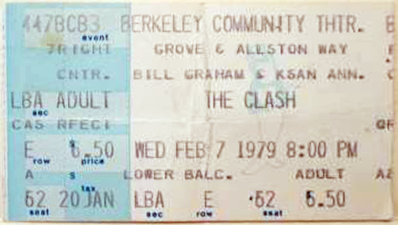 447BCB3 BERKELEY COMMUNITY THTR. B
event
7RIGHT GROVE & ALLSTON WAY
CNTR. BILL GRAHAM & KSAN ANN. C
LBA ADULT THE CLASH
sec
CAS RFECI
E $6.50 WED FEB 7 1979 8:00 PM
row price
A $ LOWER BALC. ADULT
tax
62 20JAN LBA E 62 6.50
seat sec row seat